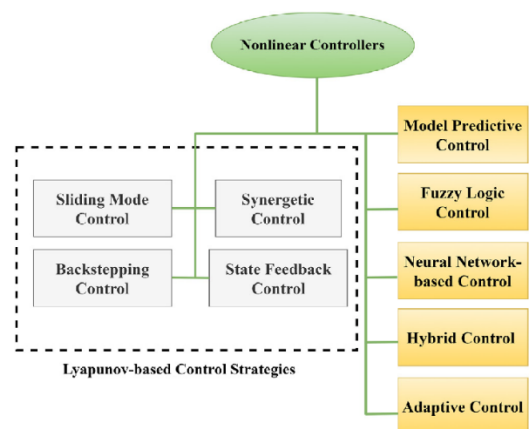 Nonlinear Controllers
Sliding Mode
Control
Synergetic
Control
Backstepping
Control
State Feedback
Control
Lyapunov-based Control Strategies
Model Predictive
Control
Fuzzy Logic
Control
Neural Network-
based Control
Hybrid Control
Adaptive Control